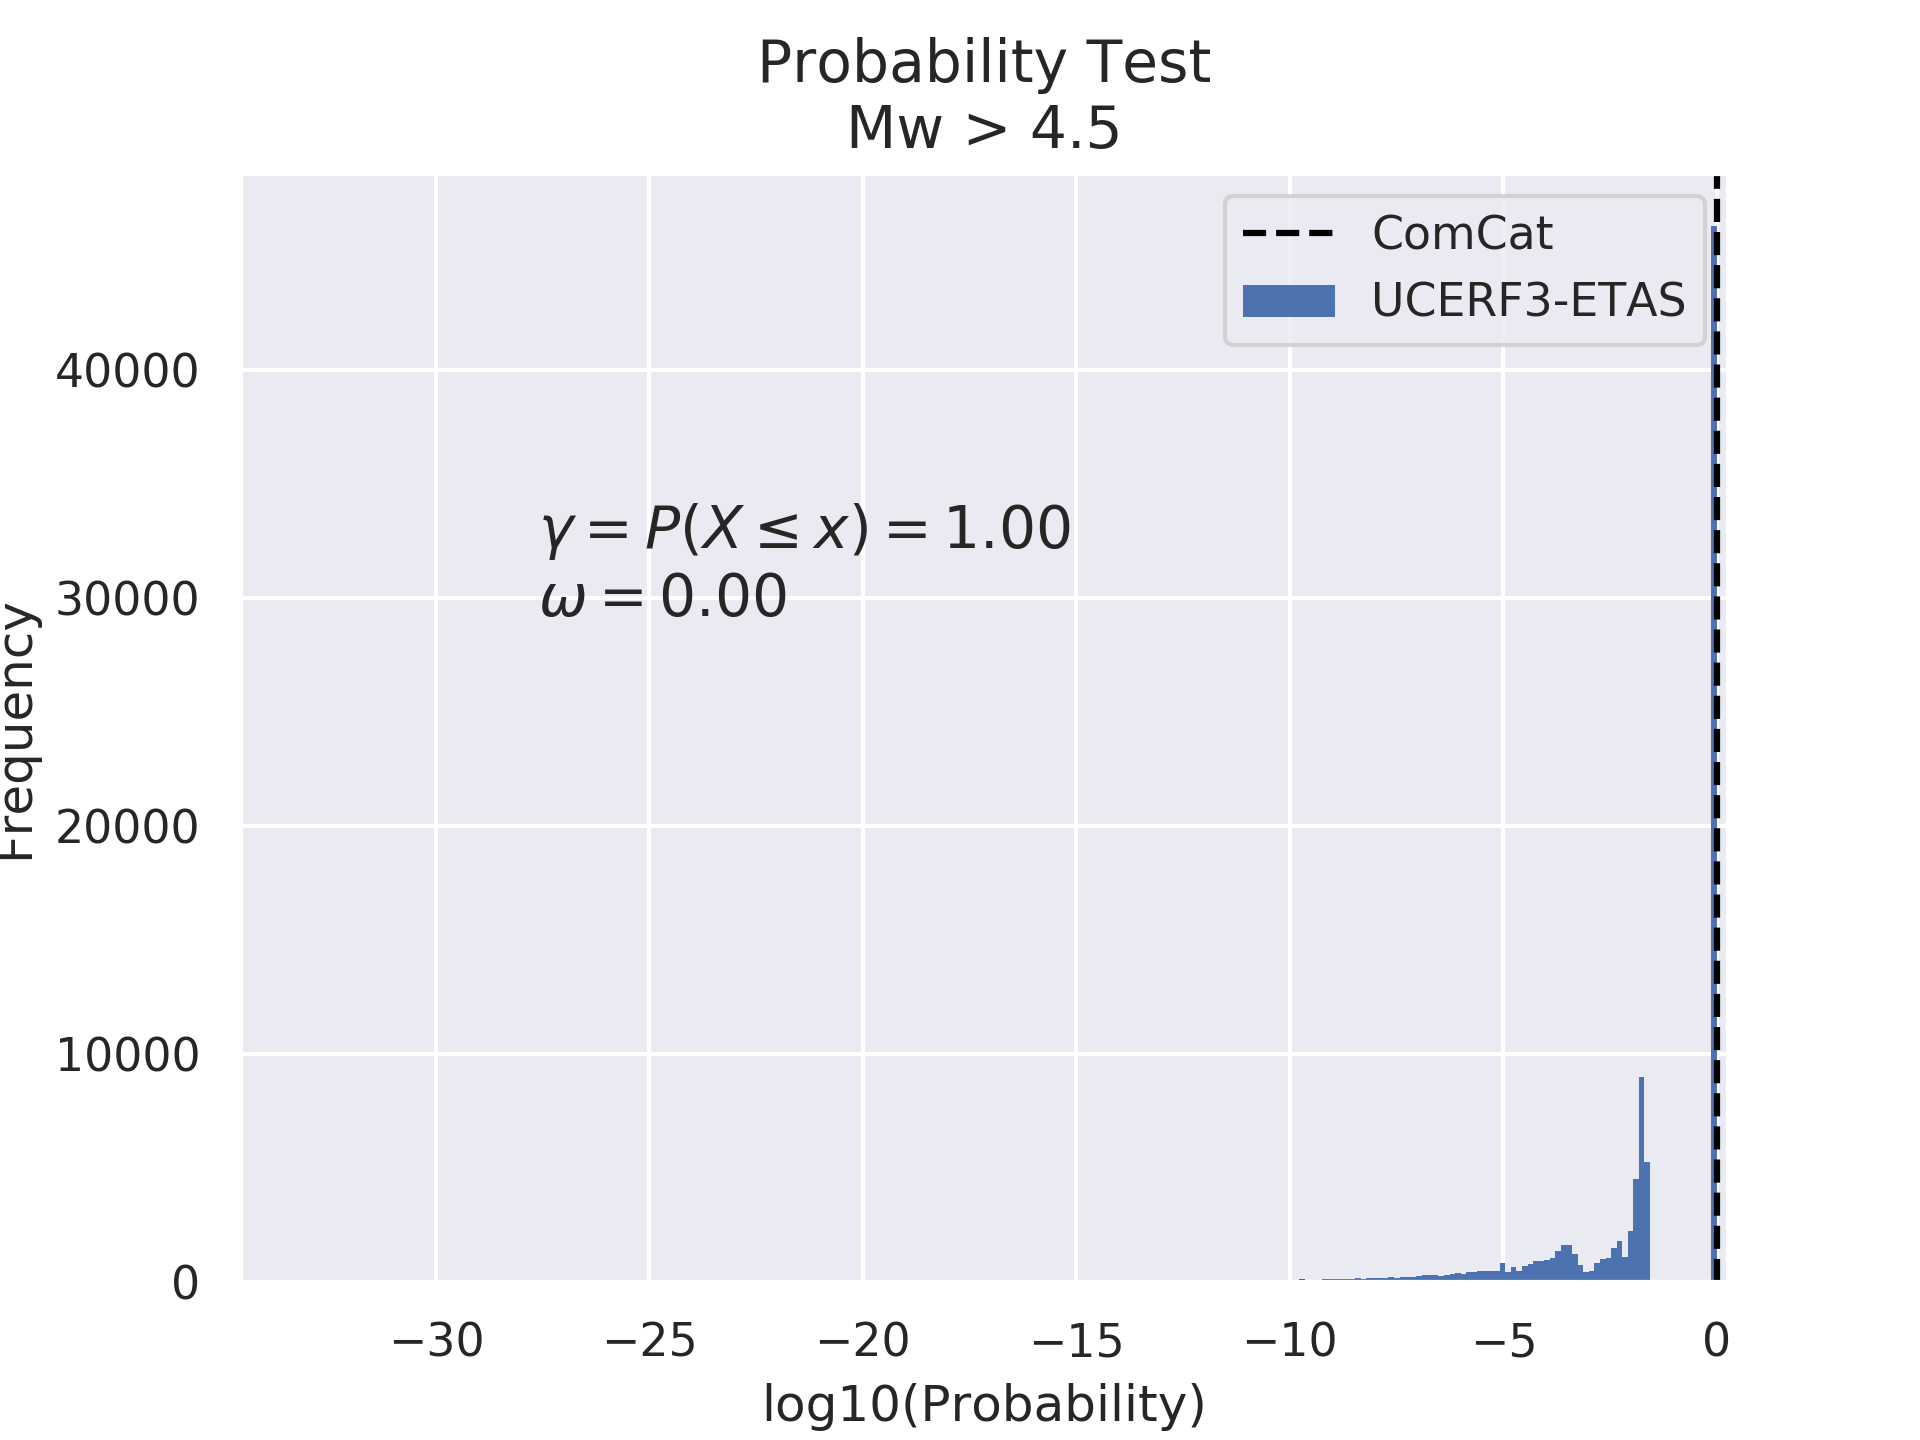 Probability Test
Mw > 4.5
ComCat
UCERF3-ETAS
γ = P(X ≤ x) = 1.00
ω = 0.00
Frequency
40000
30000
20000
10000
0
−30 −25 −20 −15 −10 −5 0
log10(Probability)